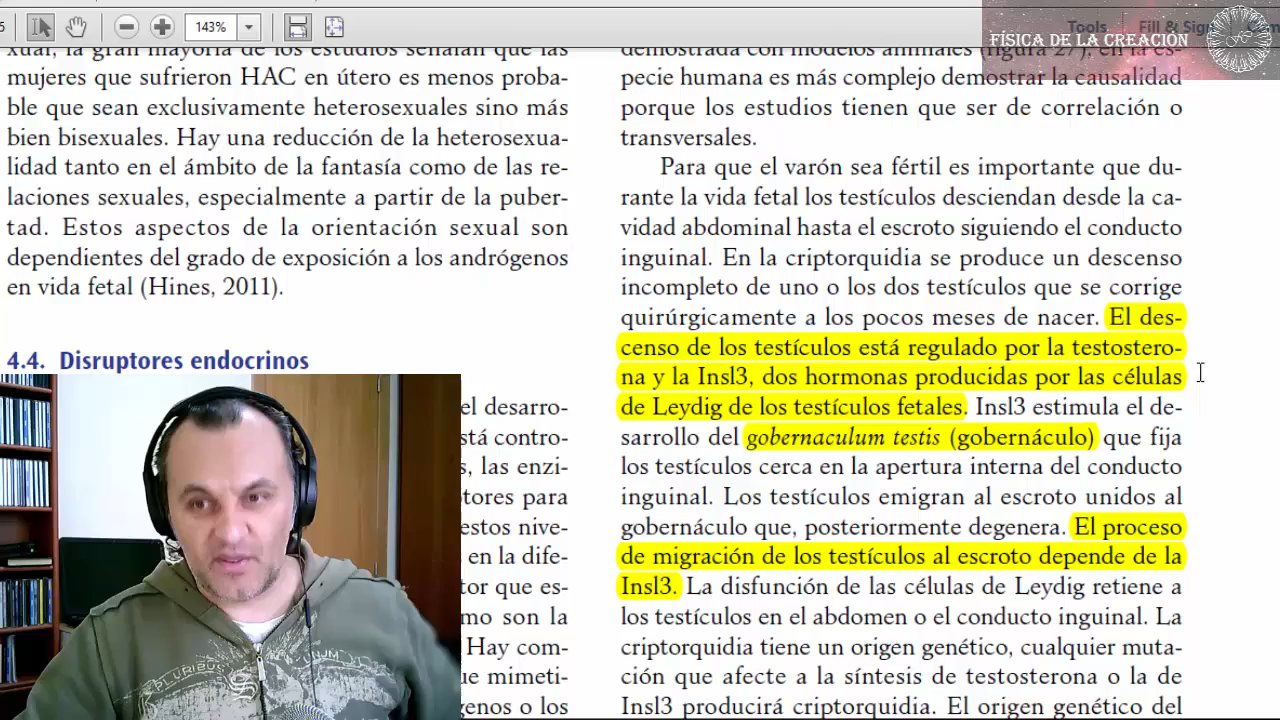 143%
Tools
Fill & Sign
FÍSICA DE LA CREACIÓN
xual, la gran mayoría de los estudios señalan que las
mujeres que sufrieron HAC en útero es menos proba-
ble que sean exclusivamente heterosexuales sino más
bien bisexuales. Hay una reducción de la heterosexua-
lidad tanto en el ámbito de la fantasía como de las re-
laciones sexuales, especialmente a partir de la puber-
tad. Estos aspectos de la orientación sexual son
dependientes del grado de exposición a los andrógenos
en vida fetal (Hines, 2011).
4.4. Disruptores endocrinos
el desarro-
stá contro-
s, las enzi-
ptores para
estos nive-
en la dife-
tor que es-
mo son la
Hay com-
ue mimeti-
genos o los
demostrada con modelos animales (figura 27), en la es-
pecie humana es más complejo demostrar la causalidad
porque los estudios tienen que ser de correlación o
transversales.
Para que el varón sea fértil es importante que du-
rante la vida fetal los testículos desciendan desde la ca-
vidad abdominal hasta el escroto siguiendo el conducto
inguinal. En la criptorquidia se produce un descenso
incompleto de uno o los dos testículos que se corrige
quirúrgicamente a los pocos meses de nacer. El des-
censo de los testículos está regulado por la testostero-
na y la Insl3, dos hormonas producidas por las células
de Leydig de los testículos fetales. Insl3 estimula el de-
sarrollo del gobernaculum testis (gobernáculo) que fija
los testículos cerca en la apertura interna del conducto
inguinal. Los testículos emigran al escroto unidos al
gobernáculo que, posteriormente degenera. El proceso
de migración de los testículos al escroto depende de la
Insl3. La disfunción de las células de Leydig retiene a
los testículos en el abdomen o el conducto inguinal. La
criptorquidia tiene un origen genético, cualquier muta-
ción que afecte a la síntesis de testosterona o la de
Insl3 producirá criptorquidia. El origen genético del
PLURIBUS UNUM